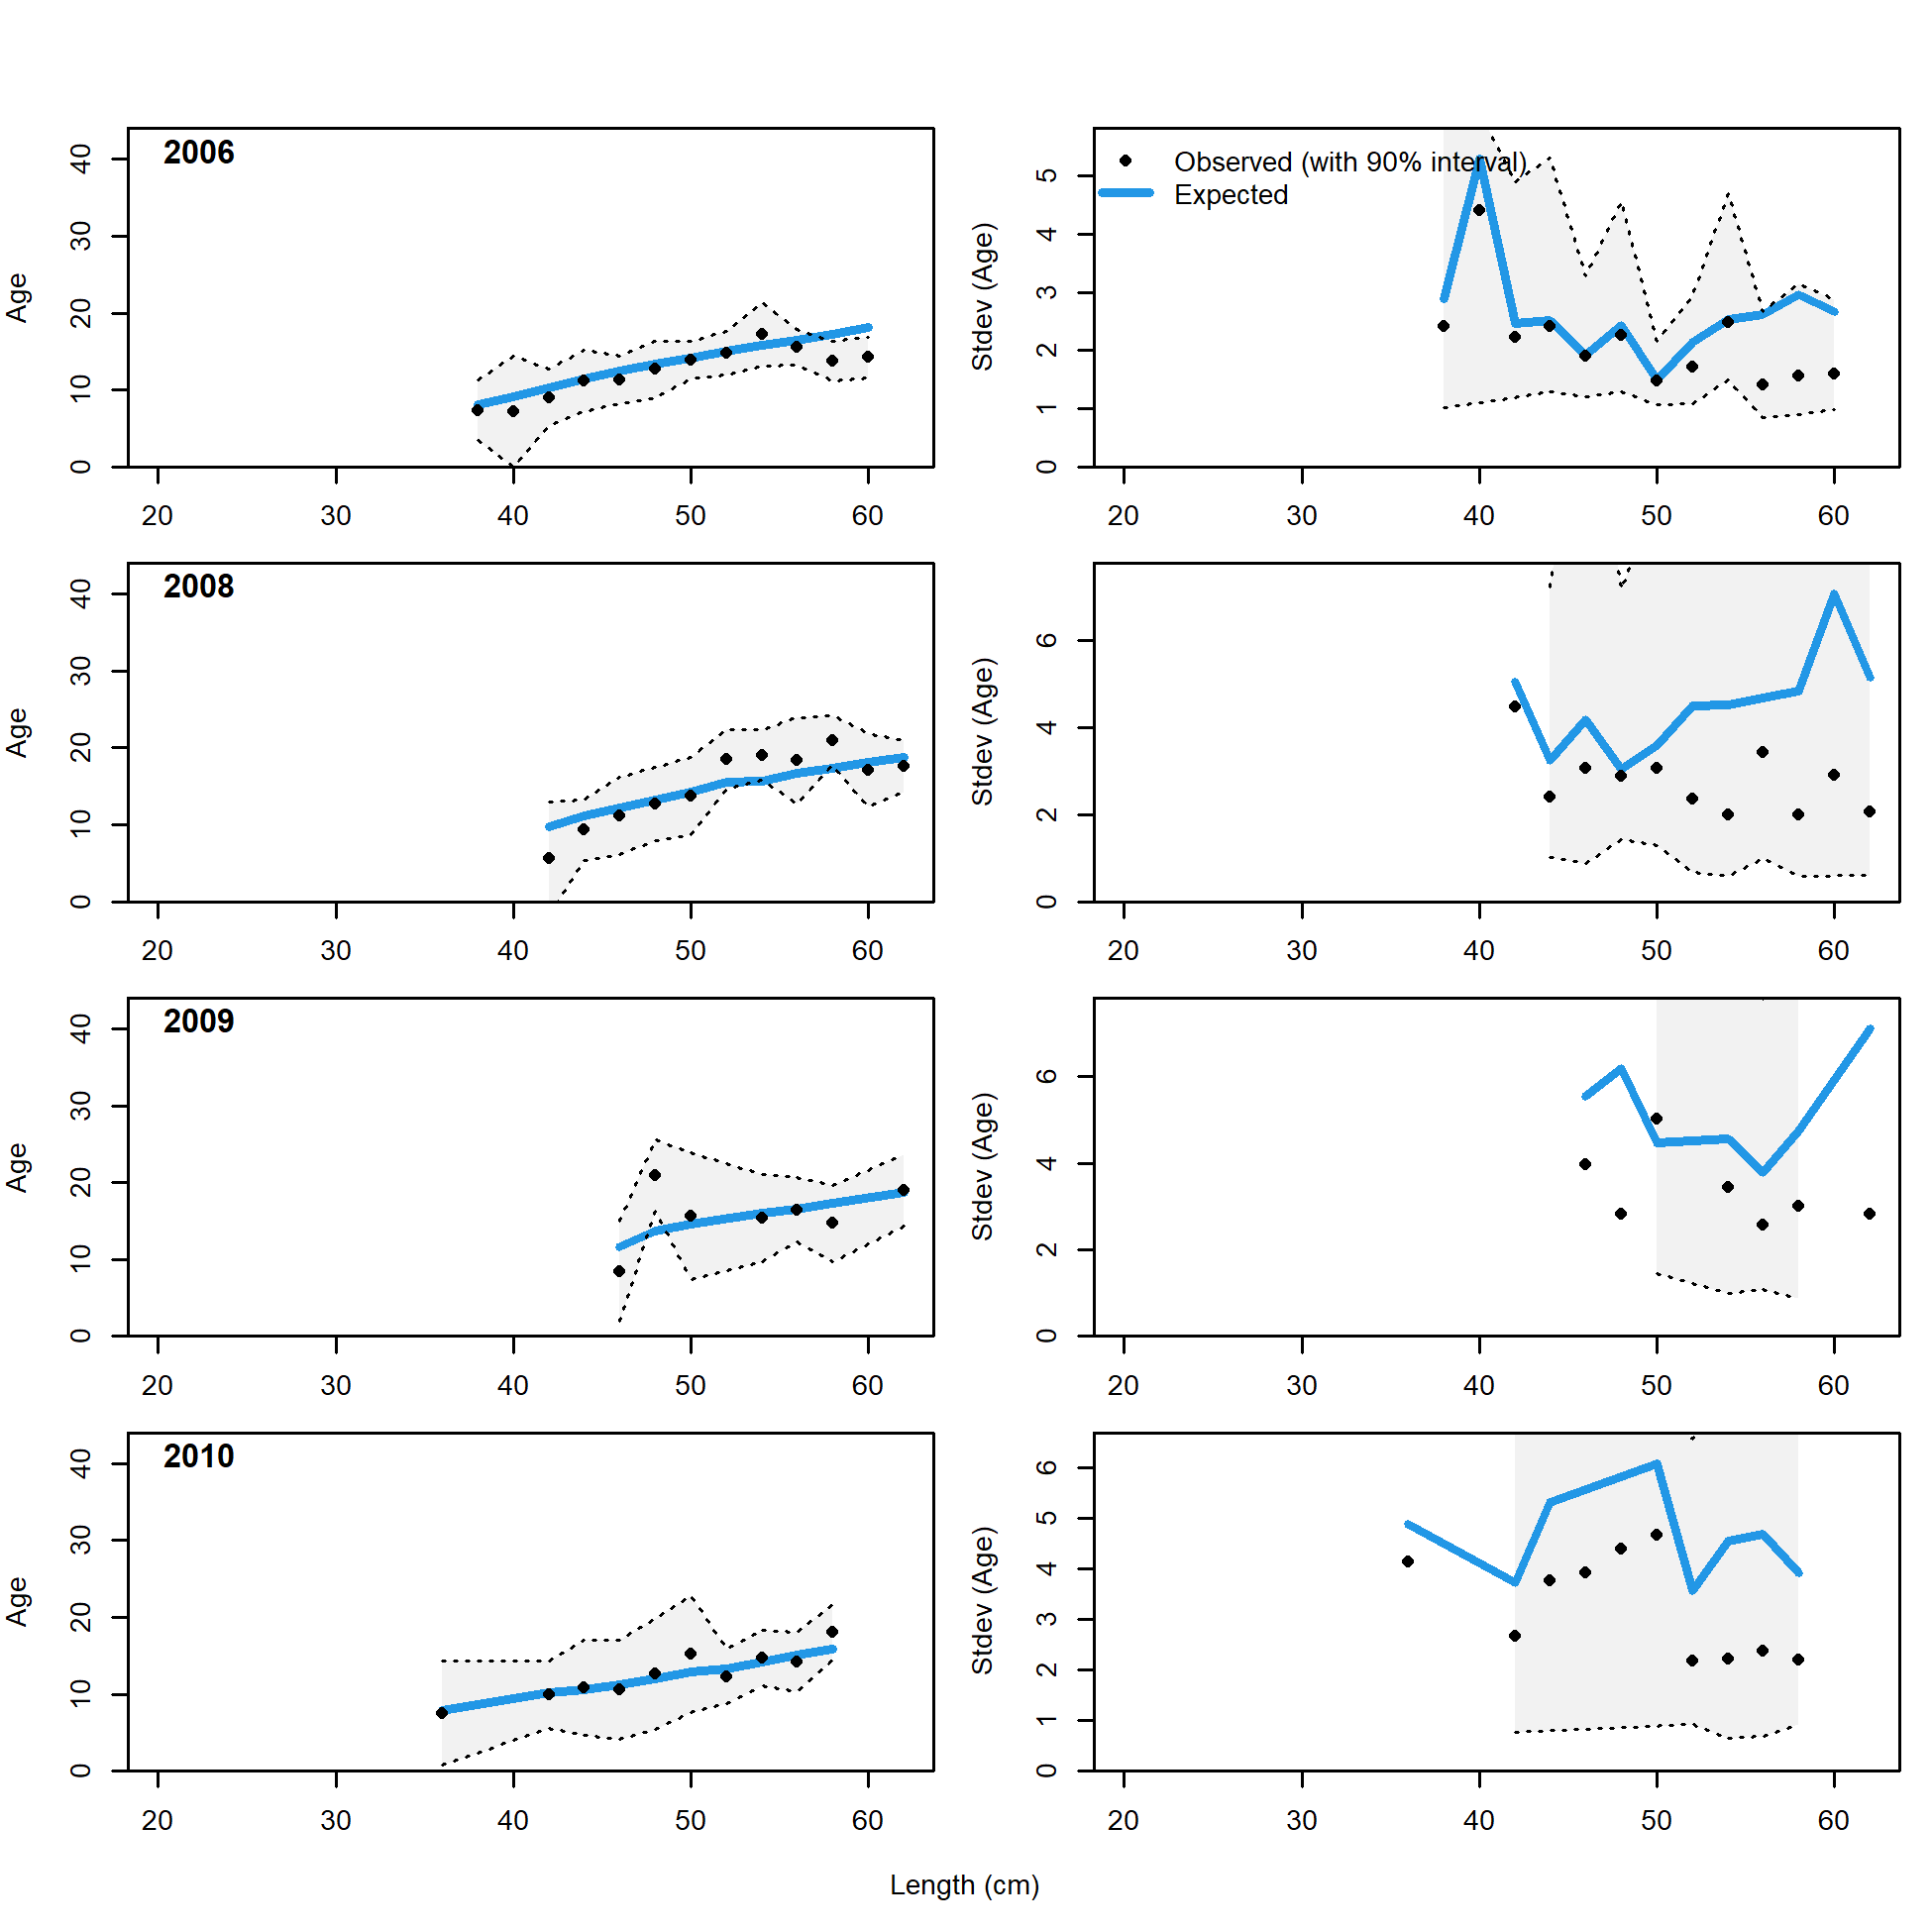 2006
Age
0 10 20 30 40
20 30 40 50 60
Observed (with 90% interval)
Expected
Stdev (Age)
0 1 2 3 4 5
20 30 40 50 60
2008
Age
0 10 20 30 40
20 30 40 50 60
Stdev (Age)
0 2 4 6
20 30 40 50 60
2009
Age
0 10 20 30 40
20 30 40 50 60
Stdev (Age)
0 2 4 6
20 30 40 50 60
2010
Age
0 10 20 30 40
20 30 40 50 60
Stdev (Age)
0 1 2 3 4 5 6
20 30 40 50 60
Length (cm)